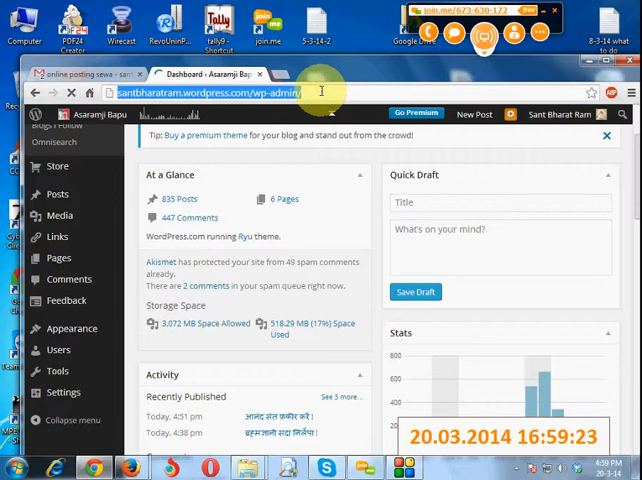 join.me/673-630-172
free
Computer
PDF24
Creator
Wirecast
RevoUninP...
tally9 -
Shortcut
join.me
5-3-14-2
Google Drive
8-3-14 what
to do
online posting sewa - sant
Dashboard ‹ Asaramji Bap
santbharatram.wordpress.com/wp-admin/
Asaramji Bapu
Go Premium
New Post
Sant Bharat Ram
Blogs I Follow
Omnisearch
Store
Posts
Media
Links
Pages
Comments
Feedback
Appearance
Users
Tools
Settings
Collapse menu
Tip: Buy a premium theme for your blog and stand out from the crowd!
At a Glance
835 Posts
6 Pages
447 Comments
WordPress.com running Ryu theme.
Akismet has protected your site from 49 spam comments
already.
There are 2 comments in your spam queue right now.
Storage Space
3,072 MB Space Allowed
518.29 MB (17%) Space
Used
Activity
Recently Published
See 3 more...
Today, 4:51 pm
आनंद संत फ़कीर करे !
Today, 4:38 pm
ब्रह्मज्ञानी सदा निर्लेपा !
Quick Draft
Title
What's on your mind?
Save Draft
Stats
800
600
400
200
20.03.2014 16:59:23
4:59 PM
20-3-14